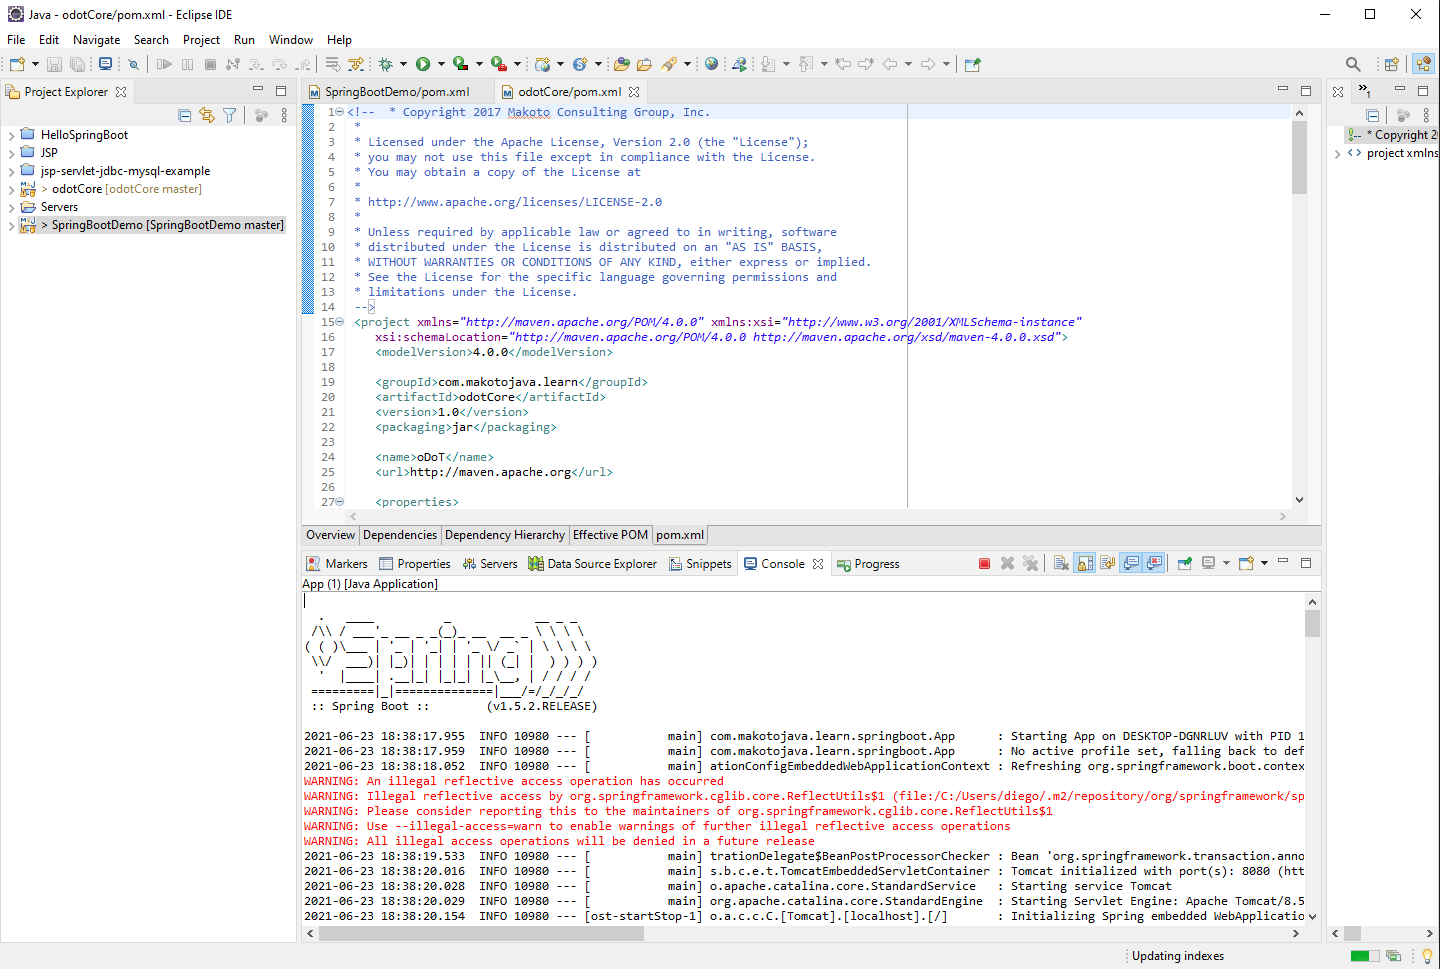 Java - odotCore/pom.xml - Eclipse IDE
File Edit Navigate Search Project Run Window Help
Project Explorer
HelloSpringBoot
JSP
jsp-servlet-jdbc-mysql-example
> odotCore [odotCore master]
Servers
> SpringBootDemo [SpringBootDemo master]
SpringBootDemo/pom.xml odotCore/pom.xml
1 <!-- * Copyright 2017 Makoto Consulting Group, Inc.
2 *
3 * Licensed under the Apache License, Version 2.0 (the "License");
4 * you may not use this file except in compliance with the License.
5 * You may obtain a copy of the License at
6 *
7 * http://www.apache.org/licenses/LICENSE-2.0
8 *
9 * Unless required by applicable law or agreed to in writing, software
10 * distributed under the License is distributed on an "AS IS" BASIS,
11 * WITHOUT WARRANTIES OR CONDITIONS OF ANY KIND, either express or implied.
12 * See the License for the specific language governing permissions and
13 * limitations under the License.
14 -->
15 <project xmlns="http://maven.apache.org/POM/4.0.0" xmlns:xsi="http://www.w3.org/2001/XMLSchema-instance"
16 xsi:schemaLocation="http://maven.apache.org/POM/4.0.0 http://maven.apache.org/xsd/maven-4.0.0.xsd">
17 <modelVersion>4.0.0</modelVersion>
18
19 <groupId>com.makotojava.learn</groupId>
20 <artifactId>odotCore</artifactId>
21 <version>1.0</version>
22 <packaging>jar</packaging>
23
24 <name>oDoT</name>
25 <url>http://maven.apache.org</url>
26
27 <properties>
Overview Dependencies Dependency Hierarchy Effective POM pom.xml
* Copyright 2
<> project xmlns
Markers Properties Servers Data Source Explorer Snippets Console Progress
App (1) [Java Application]
  .   ____          _            __ _ _
 /\\ / ___'_ __ _ _(_)_ __  __ _ \ \ \ \
( ( )\___ | '_ | '_| | '_ \/ _` | \ \ \ \
 \\/  ___)| |_)| | | | | || (_| |  ) ) ) )
  '  |____| .__|_| |_|_| |_\__, | / / / /
 =========|_|==============|___/=/_/_/_/
 :: Spring Boot ::        (v1.5.2.RELEASE)
2021-06-23 18:38:17.955 INFO 10980 --- [ main] com.makotojava.learn.springboot.App : Starting App on DESKTOP-DGNRLUV with PID 1
2021-06-23 18:38:17.959 INFO 10980 --- [ main] com.makotojava.learn.springboot.App : No active profile set, falling back to def
2021-06-23 18:38:18.052 INFO 10980 --- [ main] ationConfigEmbeddedWebApplicationContext : Refreshing org.springframework.boot.contex
WARNING: An illegal reflective access operation has occurred
WARNING: Illegal reflective access by org.springframework.cglib.core.ReflectUtils$1 (file:/C:/Users/diego/.m2/repository/org/springframework/sp
WARNING: Please consider reporting this to the maintainers of org.springframework.cglib.core.ReflectUtils$1
WARNING: Use --illegal-access=warn to enable warnings of further illegal reflective access operations
WARNING: All illegal access operations will be denied in a future release
2021-06-23 18:38:19.533 INFO 10980 --- [ main] trationDelegate$BeanPostProcessorChecker : Bean 'org.springframework.transaction.anno
2021-06-23 18:38:20.016 INFO 10980 --- [ main] s.b.c.e.t.TomcatEmbeddedServletContainer : Tomcat initialized with port(s): 8080 (htt
2021-06-23 18:38:20.028 INFO 10980 --- [ main] o.apache.catalina.core.StandardService : Starting service Tomcat
2021-06-23 18:38:20.029 INFO 10980 --- [ main] org.apache.catalina.core.StandardEngine : Starting Servlet Engine: Apache Tomcat/8.5
2021-06-23 18:38:20.154 INFO 10980 --- [ost-startStop-1] o.a.c.c.C.[Tomcat].[localhost].[/] : Initializing Spring embedded WebApplicatio
Updating indexes